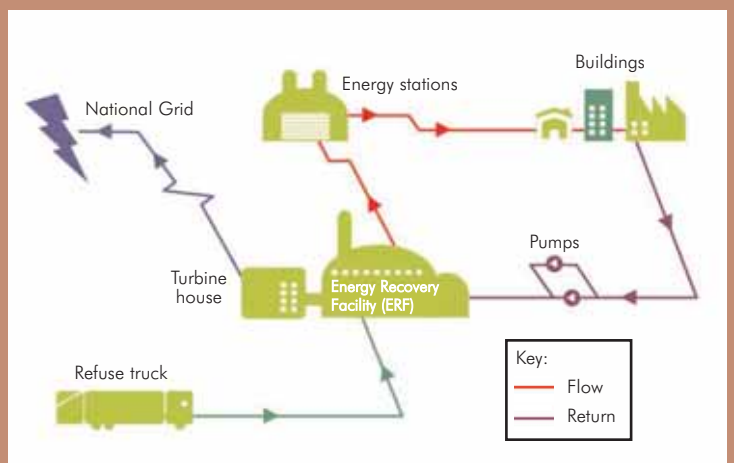 Buildings
Energy stations
National Grid
Pumps
Turbine
house
Energy Recovery
Facility (ERF)
Refuse truck
Key:
Flow
Return